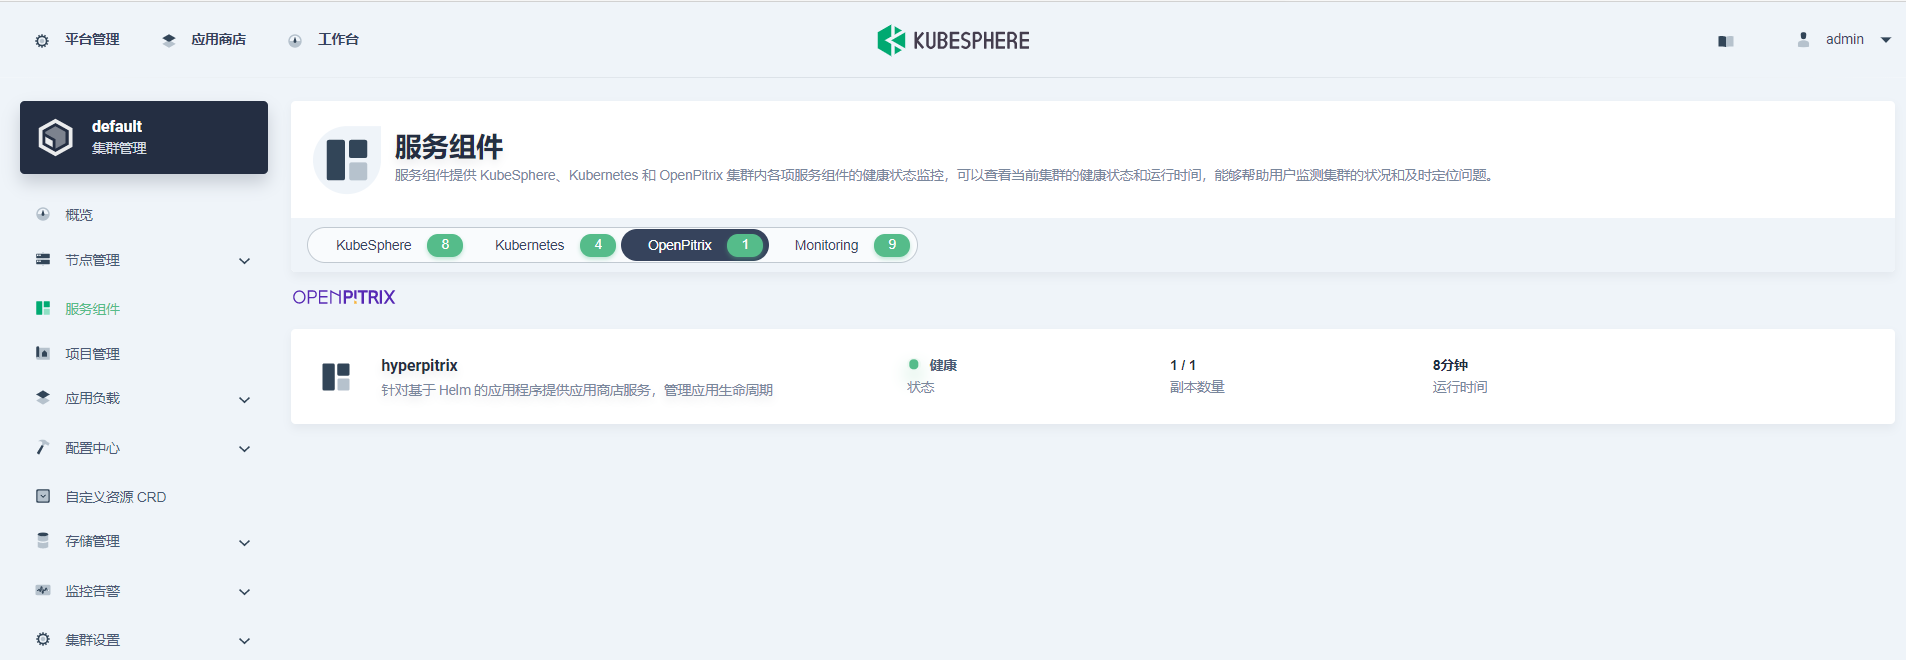 平台管理
应用商店
工作台
KUBESPHERE
admin
default
集群管理
概览
节点管理
服务组件
项目管理
应用负载
配置中心
自定义资源 CRD
存储管理
监控告警
集群设置
服务组件
服务组件提供 KubeSphere、Kubernetes 和 OpenPitrix 集群内各项服务组件的健康状态监控，可以查看当前集群的健康状态和运行时间，能够帮助用户监测集群的状况和及时定位问题。
KubeSphere 8
Kubernetes 4
OpenPitrix 1
Monitoring 9
OPENPITRIX
hyperpitrix
针对基于 Helm 的应用程序提供应用商店服务，管理应用生命周期
健康
状态
1 / 1
副本数量
8分钟
运行时间